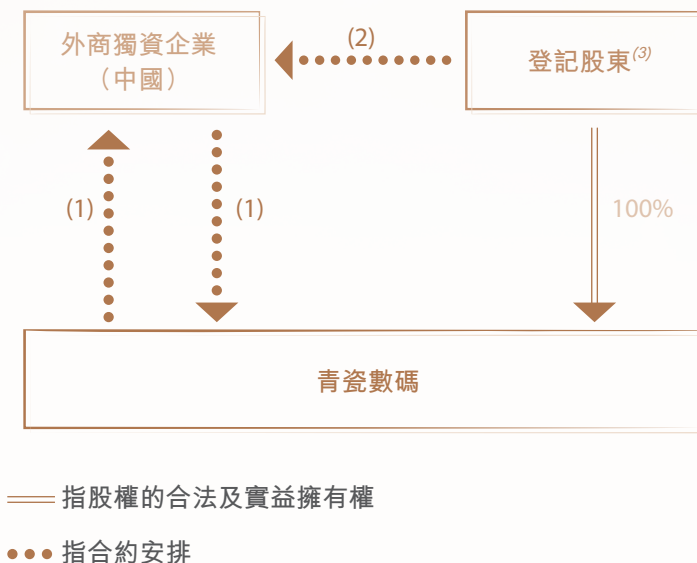 外商獨資企業
（中國）
(2)
登記股東(3)
(1)
(1)
100%
青瓷數碼
指股權的合法及實益擁有權
指合約安排